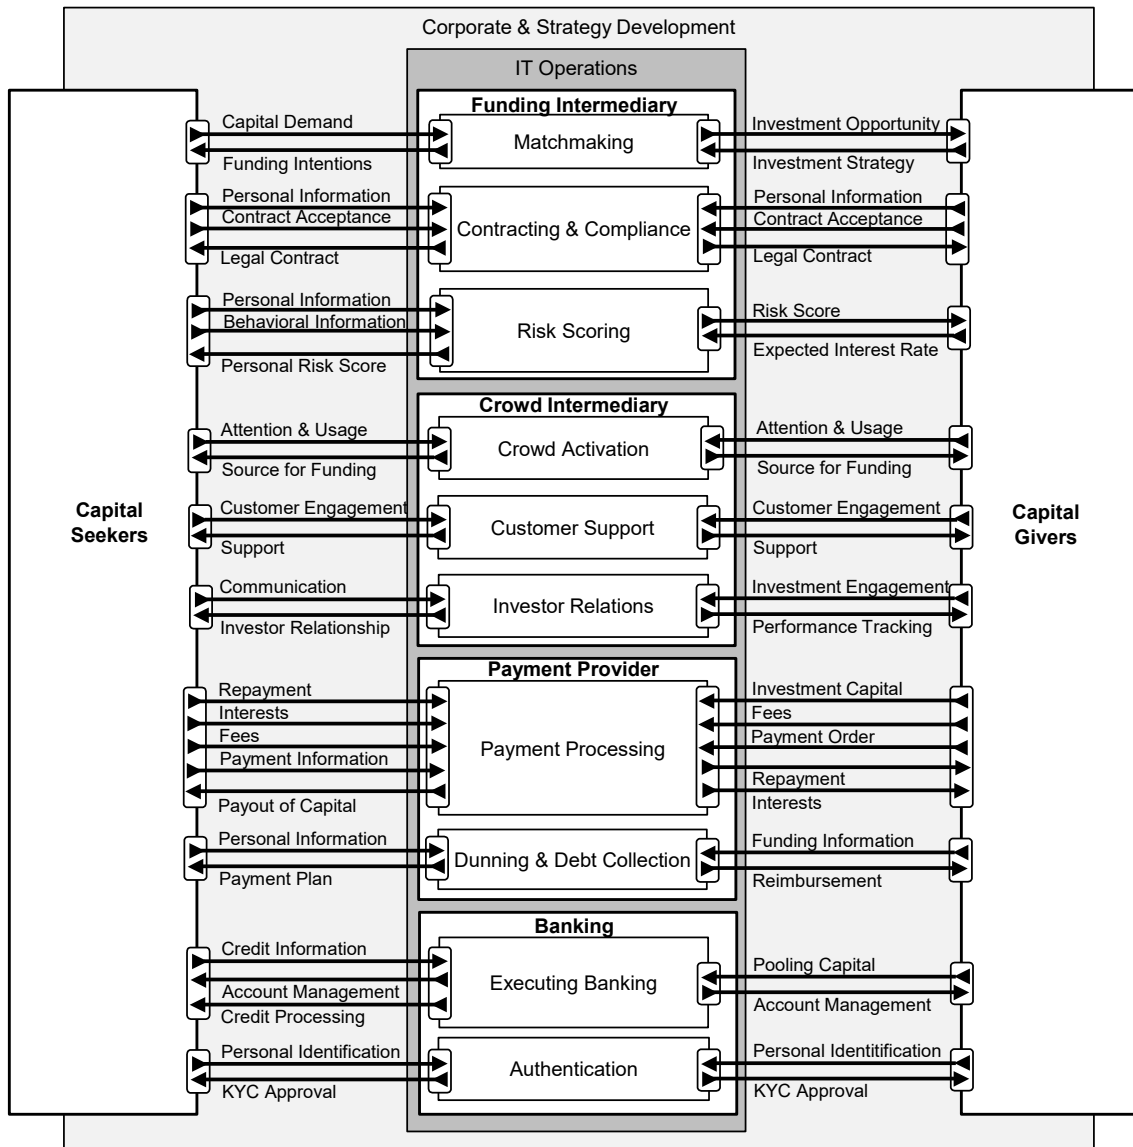 Corporate & Strategy Development
IT Operations
Funding Intermediary
Capital Demand
Matchmaking
Investment Opportunity
Funding Intentions
Investment Strategy
Personal Information
Contract Acceptance
Contracting & Compliance
Personal Information
Contract Acceptance
Legal Contract
Legal Contract
Personal Information
Behavioral Information
Risk Scoring
Risk Score
Personal Risk Score
Expected Interest Rate
Crowd Intermediary
Attention & Usage
Crowd Activation
Attention & Usage
Source for Funding
Source for Funding
Capital
Seekers
Customer Engagement
Customer Support
Customer Engagement
Support
Support
Capital
Givers
Communication
Investor Relations
Investment Engagement
Investor Relationship
Performance Tracking
Payment Provider
Repayment
Interests
Fees
Payment Information
Payout of Capital
Payment Processing
Investment Capital
Fees
Payment Order
Repayment
Interests
Personal Information
Dunning & Debt Collection
Funding Information
Payment Plan
Reimbursement
Banking
Credit Information
Account Management
Credit Processing
Executing Banking
Pooling Capital
Account Management
Personal Identification
Authentication
Personal Identitification
KYC Approval
KYC Approval